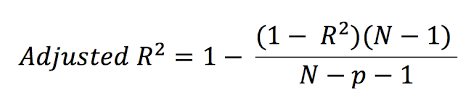 Adjusted R² = 1 − (1 − R²)(N − 1) / N − p − 1